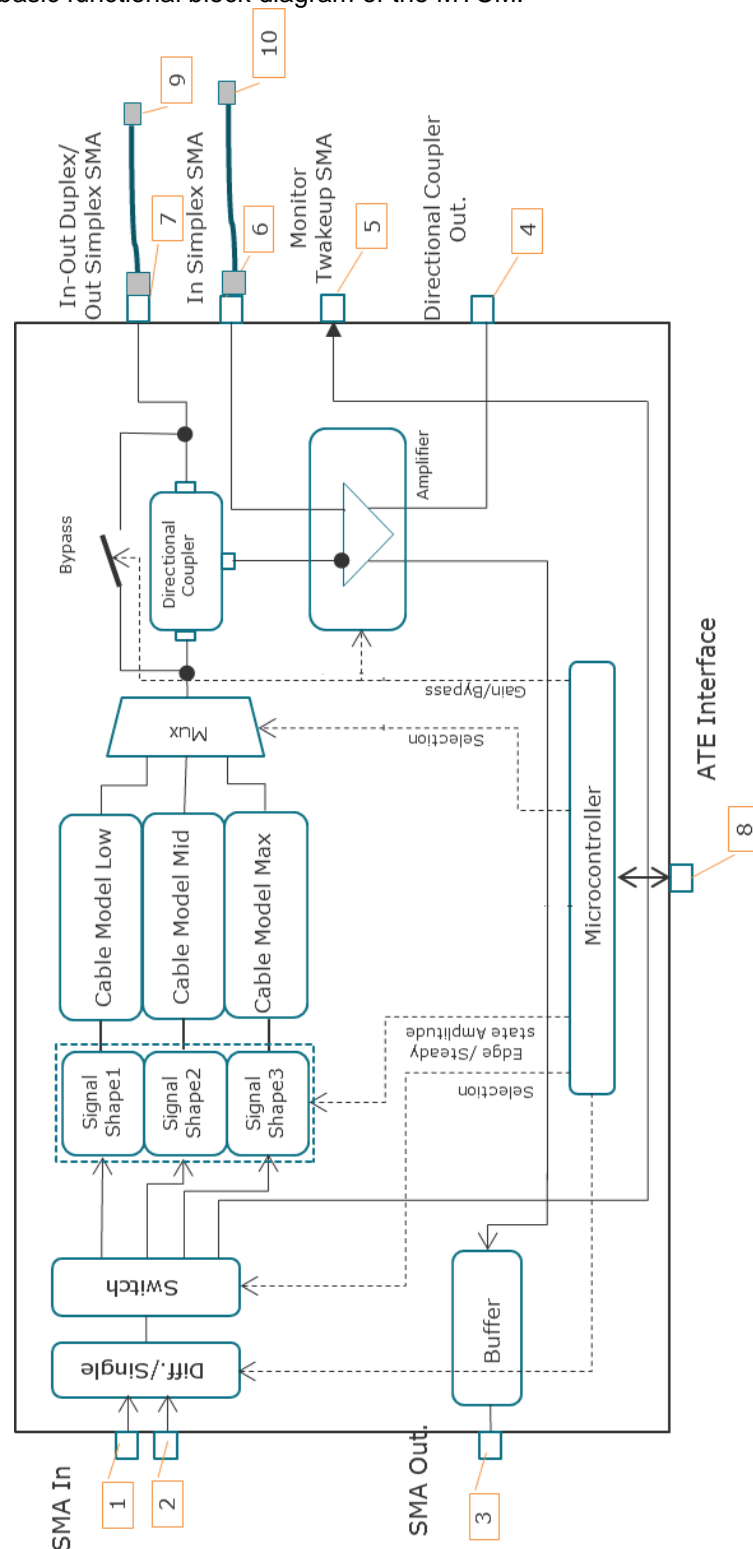 basic functional block diagram of the MTCM.
SMA In
1
2
SMA Out.
3
Diff./Single
Switch
Buffer
Signal
Shape1
Signal
Shape2
Signal
Shape3
Cable Model Low
Cable Model Mid
Cable Model Max
Mux
Bypass
Directional
Coupler
Amplifier
Selection
Edge/Steady
state Amplitude
Selection
Gain/Bypass
Microcontroller
ATE Interface
8
In-Out Duplex/
Out Simplex SMA
7
9
In Simplex SMA
6
10
Monitor
Twakeup SMA
5
Directional Coupler
Out.
4